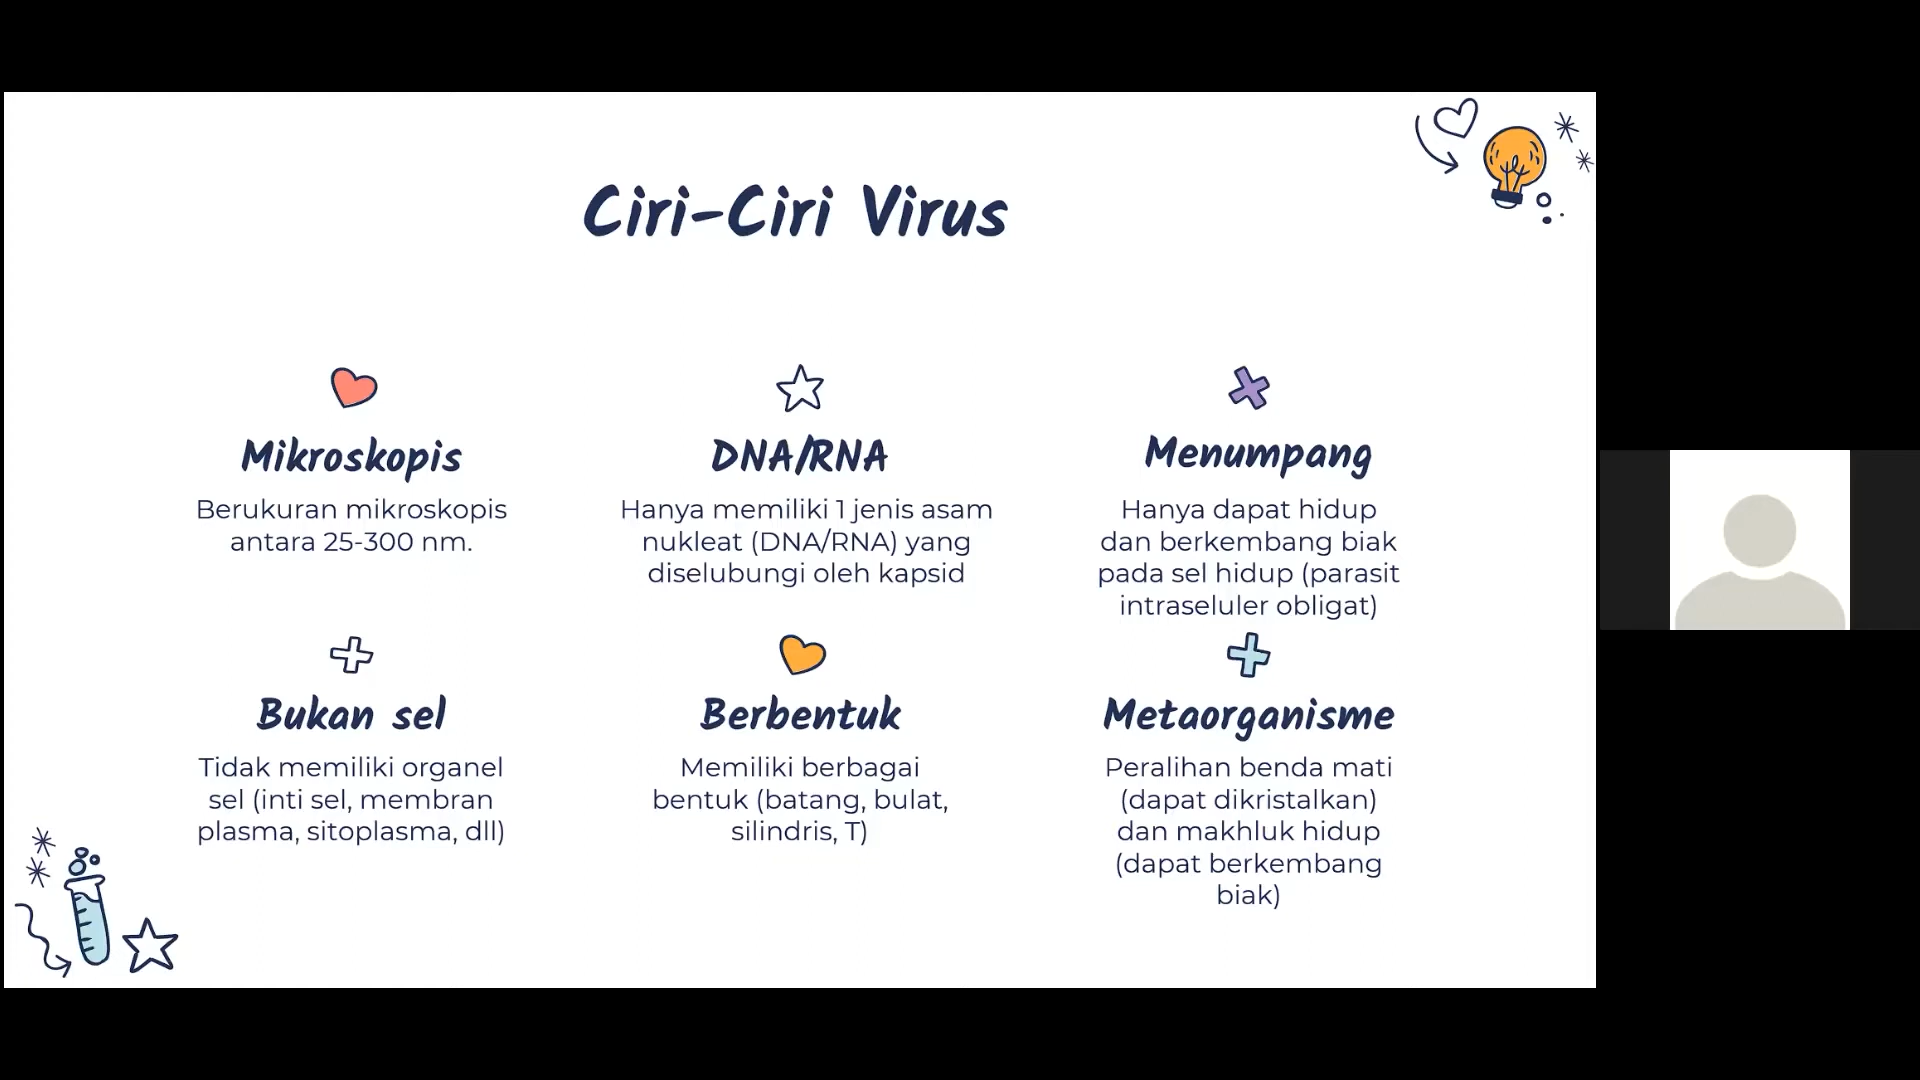 Ciri-Ciri Virus
Mikroskopis
Berukuran mikroskopis
antara 25-300 nm.
DNA/RNA
Hanya memiliki 1 jenis asam
nukleat (DNA/RNA) yang
diselubungi oleh kapsid
Menumpang
Hanya dapat hidup
dan berkembang biak
pada sel hidup (parasit
intraseluler obligat)
Bukan sel
Tidak memiliki organel
sel (inti sel, membran
plasma, sitoplasma, dll)
Berbentuk
Memiliki berbagai
bentuk (batang, bulat,
silindris, T)
Metaorganisme
Peralihan benda mati
(dapat dikristalkan)
dan makhluk hidup
(dapat berkembang
biak)